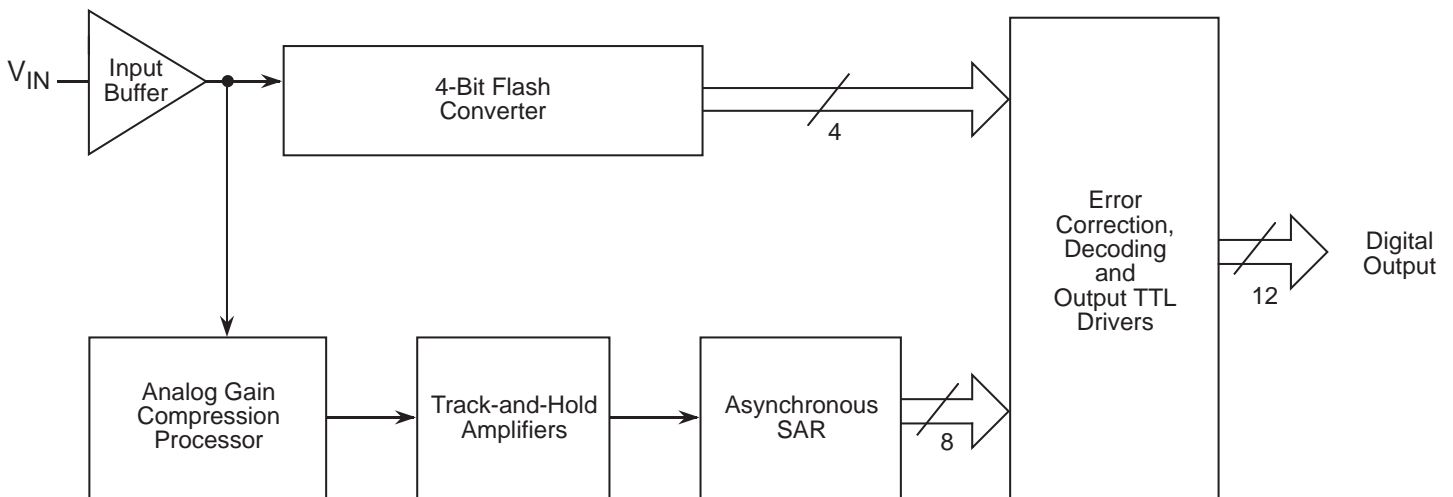 VIN
Input
Buffer
4-Bit Flash
Converter
4
Error
Correction,
Decoding
and
Output TTL
Drivers
12
Digital
Output
Analog Gain
Compression
Processor
Track-and-Hold
Amplifiers
Asynchronous
SAR
8